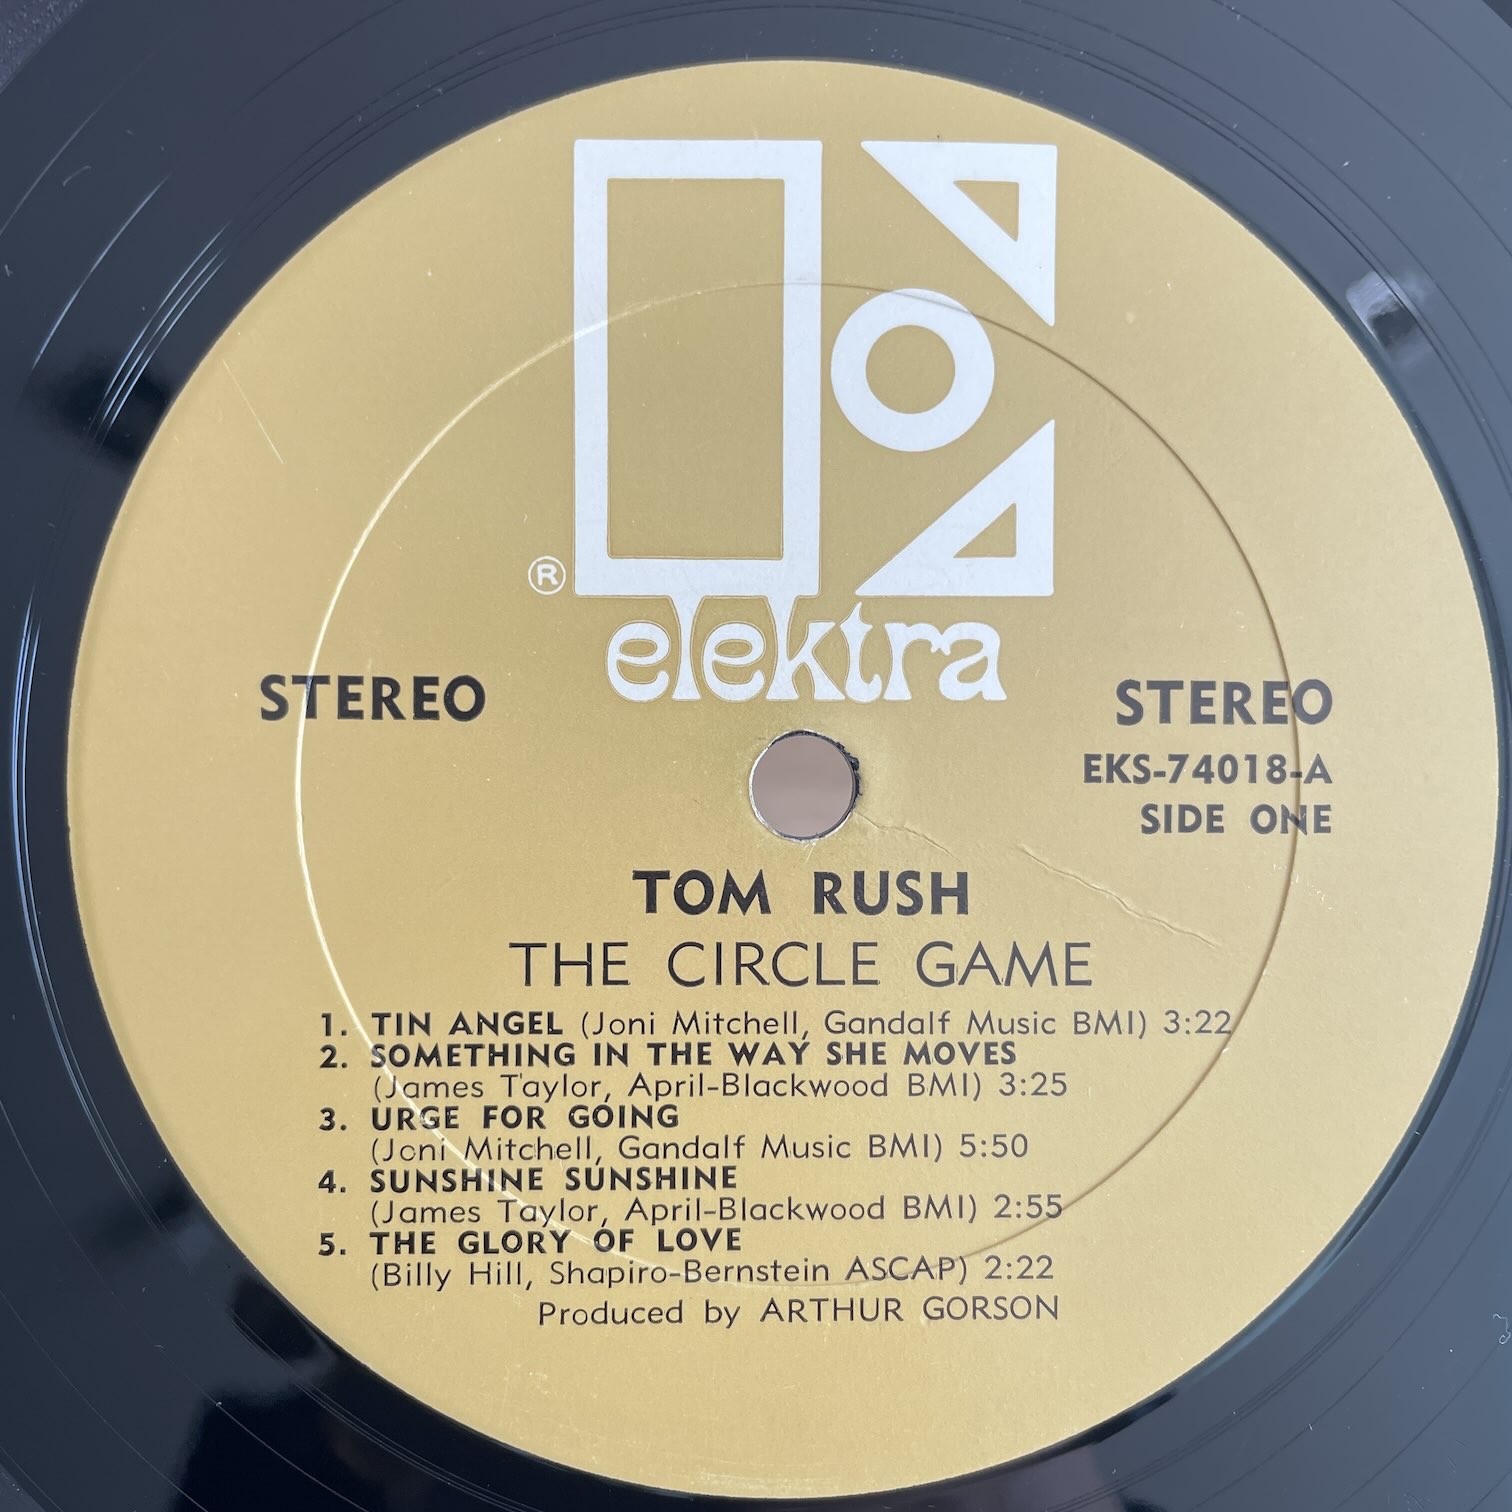 ®
elektra
STEREO
STEREO
EKS-74018-A
SIDE ONE
TOM RUSH
THE CIRCLE GAME
1. TIN ANGEL (Joni Mitchell, Gandalf Music BMI) 3:22
2. SOMETHING IN THE WAY SHE MOVES
(James Taylor, April-Blackwood BMI) 3:25
3. URGE FOR GOING
(Joni Mitchell, Gandalf Music BMI) 5:50
4. SUNSHINE SUNSHINE
(James Taylor, April-Blackwood BMI) 2:55
5. THE GLORY OF LOVE
(Billy Hill, Shapiro-Bernstein ASCAP) 2:22
Produced by ARTHUR GORSON